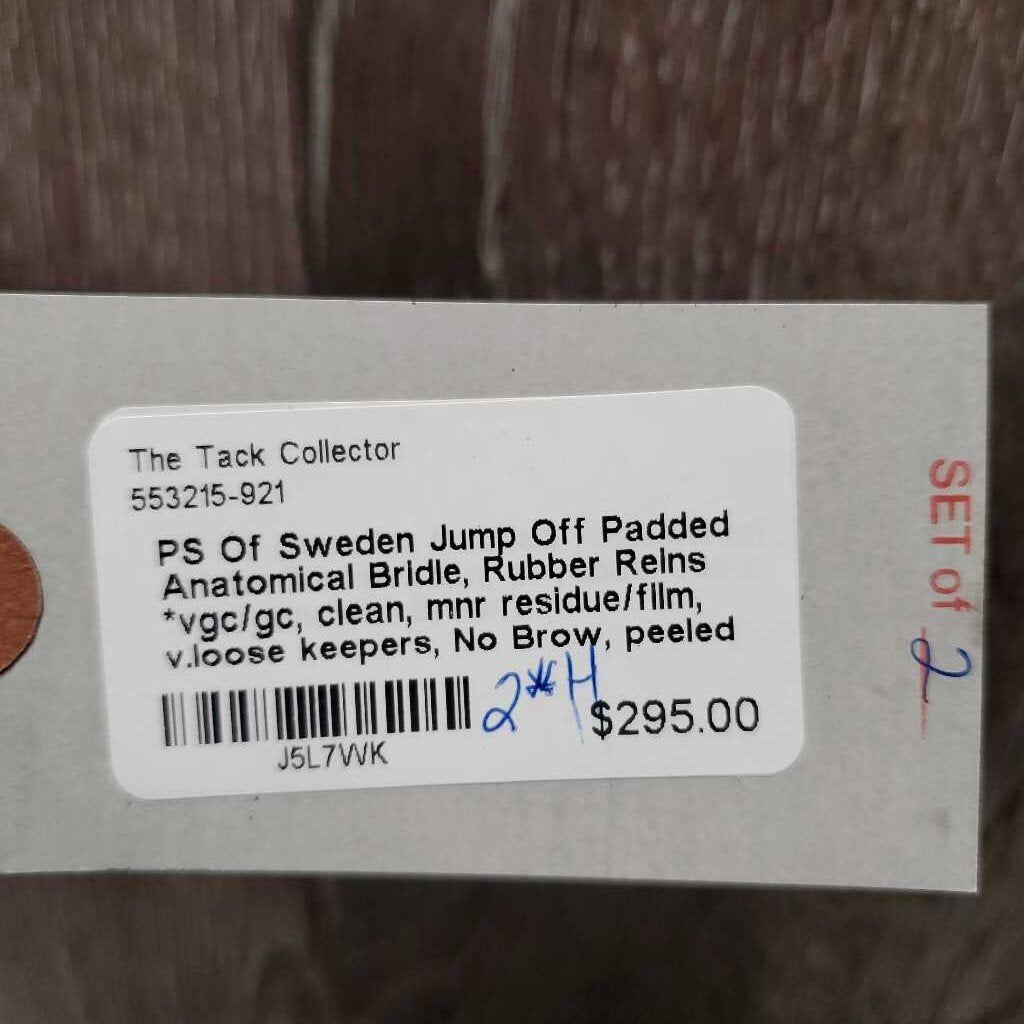 The Tack Collector
553215-921
PS Of Sweden Jump Off Padded
Anatomical Bridle, Rubber Reins
*vgc/gc, clean, mnr residue/film,
v.loose keepers, No Brow, peeled
2*H
$295.00
J5L7VVK
SET of 2